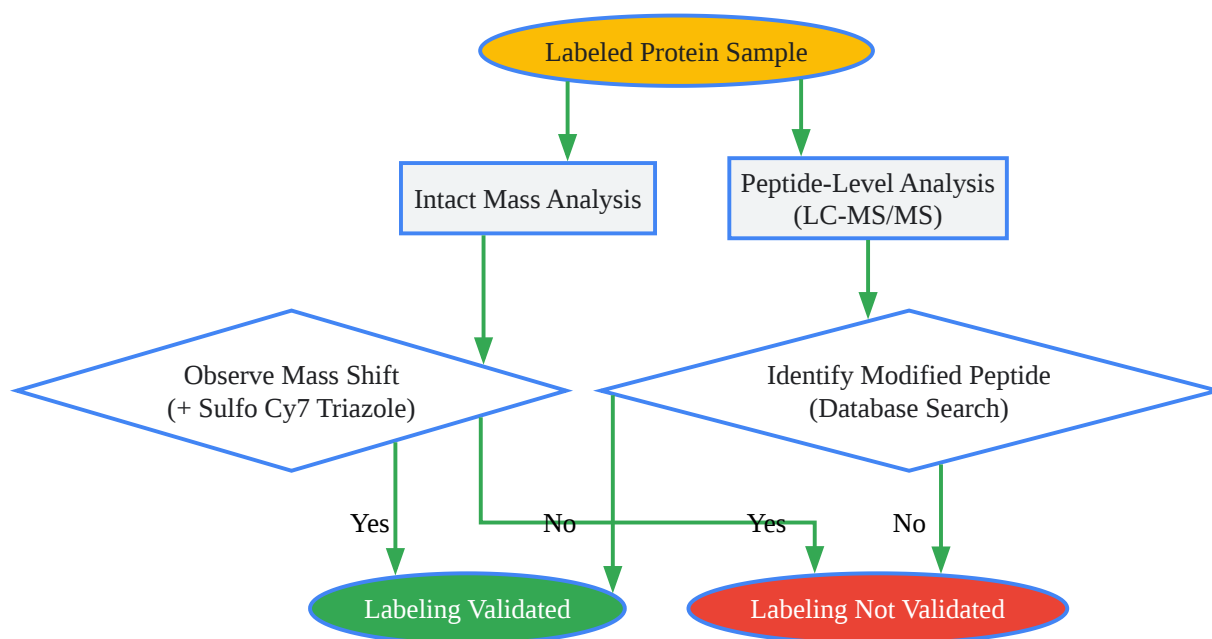 Labeled Protein Sample
Intact Mass Analysis
Peptide-Level Analysis
(LC-MS/MS)
Observe Mass Shift
(+ Sulfo Cy7 Triazole)
Identify Modified Peptide
(Database Search)
Yes
No
Yes
No
Labeling Validated
Labeling Not Validated